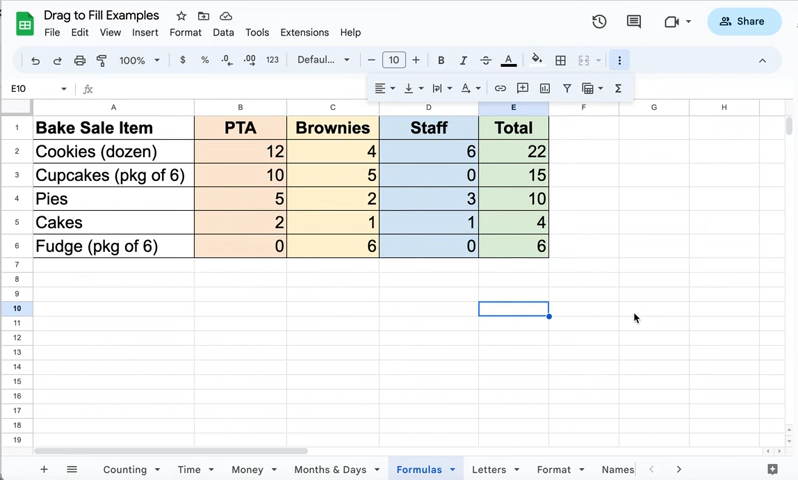 Drag to Fill Examples
File Edit View Insert Format Data Tools Extensions Help
Share
100% $ % .0 .00 123 Defaul... 10 B I S A
E10 fx
A B C D E F G H
1 Bake Sale Item PTA Brownies Staff Total
2 Cookies (dozen) 12 4 6 22
3 Cupcakes (pkg of 6) 10 5 0 15
4 Pies 5 2 3 10
5 Cakes 2 1 1 4
6 Fudge (pkg of 6) 0 6 0 6
7
8
9
10
11
12
13
14
15
16
17
18
19
Counting Time Money Months & Days Formulas Letters Format Names